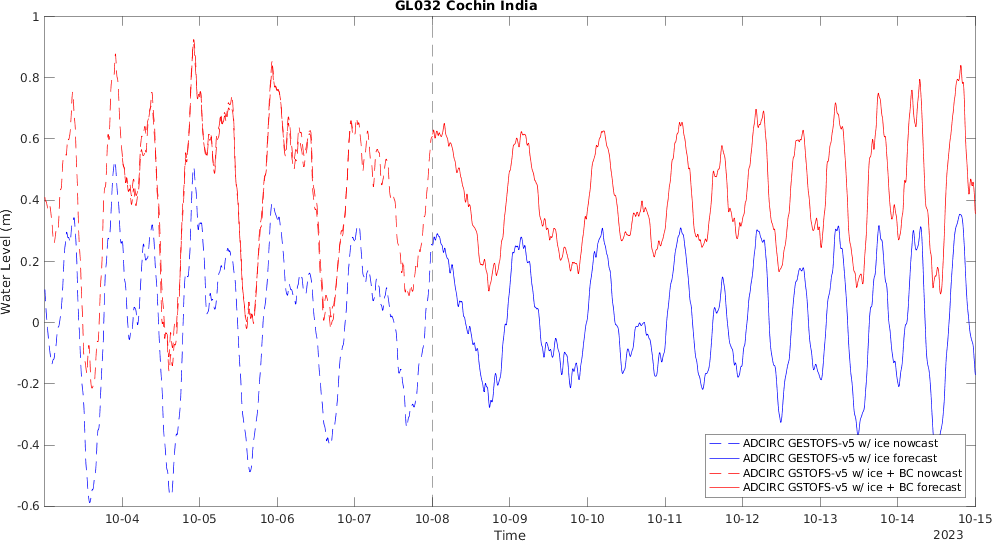 GL032 Cochin India
1
0.8
0.6
0.4
0.2
0
-0.2
-0.4
-0.6
Water Level (m)
ADCIRC GESTOFS-v5 w/ ice nowcast
ADCIRC GESTOFS-v5 w/ ice forecast
ADCIRC GSTOFS-v5 w/ ice + BC nowcast
ADCIRC GSTOFS-v5 w/ ice + BC forecast
10-04 10-05 10-06 10-07 10-08 10-09 10-10 10-11 10-12 10-13 10-14 10-15
Time
2023